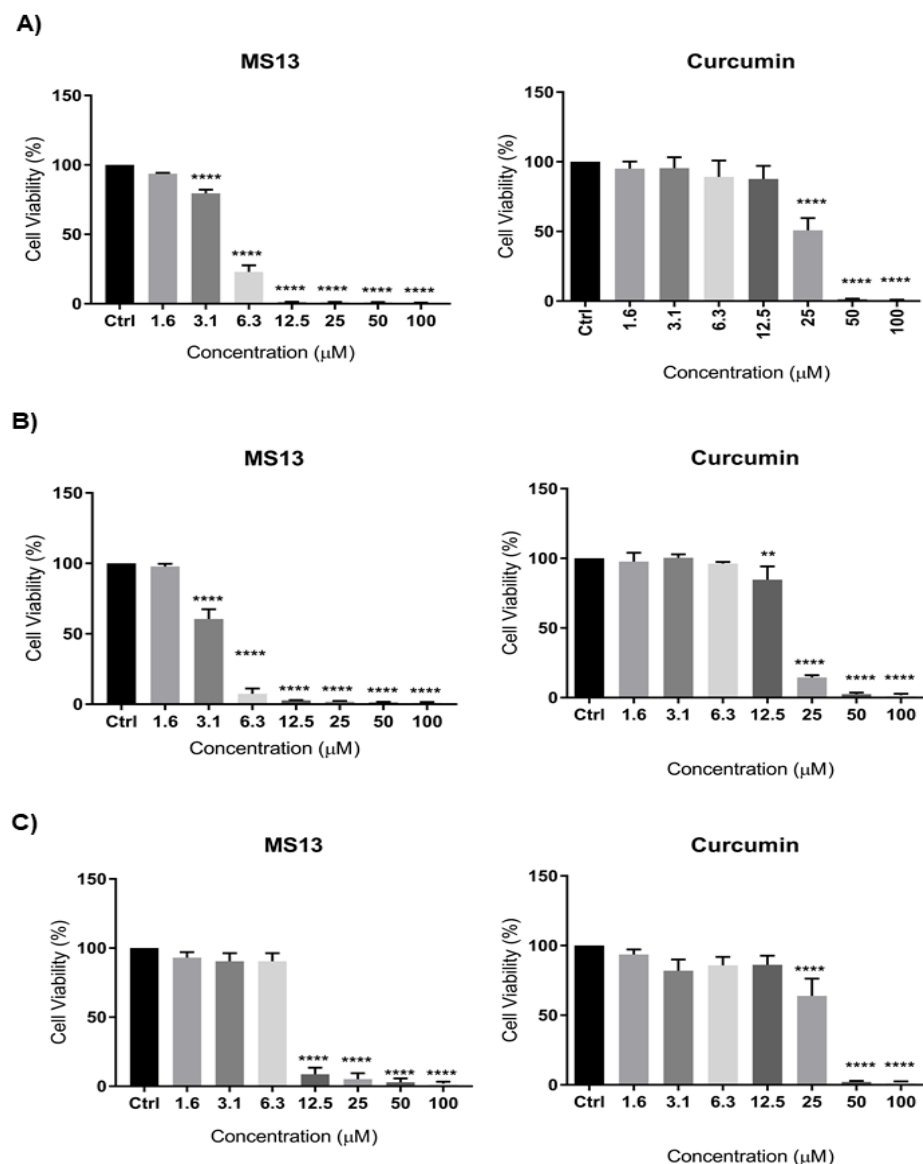 A)
MS13
Cell Viability (%)
150
100
50
0
****
****
****
****
****
****
Ctrl 1.6 3.1 6.3 12.5 25 50 100
Concentration (μM)
Curcumin
Cell Viability (%)
150
100
50
0
****
****
****
Ctrl 1.6 3.1 6.3 12.5 25 50 100
Concentration (μM)
B)
MS13
Cell Viability (%)
150
100
50
0
****
****
****
****
****
****
Ctrl 1.6 3.1 6.3 12.5 25 50 100
Concentration (μM)
Curcumin
Cell Viability (%)
150
100
50
0
**
****
****
****
Ctrl 1.6 3.1 6.3 12.5 25 50 100
Concentration (μM)
C)
MS13
Cell Viability (%)
150
100
50
0
****
****
****
****
Ctrl 1.6 3.1 6.3 12.5 25 50 100
Concentration (μM)
Curcumin
Cell Viability (%)
150
100
50
0
****
****
****
Ctrl 1.6 3.1 6.3 12.5 25 50 100
Concentration (μM)